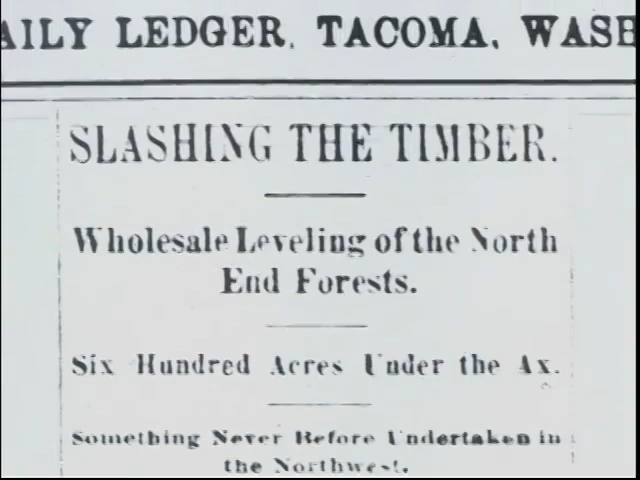 AILY LEDGER, TACOMA, WASH
SLASHING THE TIMBER.
Wholesale Leveling of the North
End Forests.
Six Hundred Acres Under the Ax.
Something Never Before Undertaken in
the Northwest.